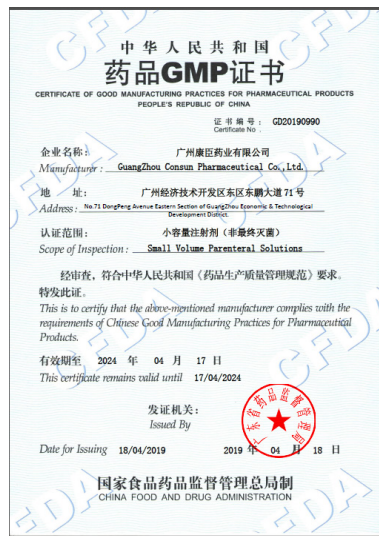 中华人民共和国
药品GMP证书
CERTIFICATE OF GOOD MANUFACTURING PRACTICES FOR PHARMACEUTICAL PRODUCTS
PEOPLE'S REPUBLIC OF CHINA
证书编号: GD20190990
Certificate No .
企业名称: 广州康臣药业有限公司
Manufacturer : GuangZhou Consun Pharmaceutical Co.,Ltd.
地 址: 广州经济技术开发区东区东鹏大道71号
Address: No.71 DongPeng Avenue Eastern Section of GuangZhou Economic & Technological
Development District.
认证范围: 小容量注射剂（非最终灭菌）
Scope of Inspection : Small Volume Parenteral Solutions
经审查，符合中华人民共和国《药品生产质量管理规范》要求。
特发此证。
This is to certify that the above-mentioned manufacturer complies with the
requirements of Chinese Good Manufacturing Practices for Pharmaceutical
Products.
有效期至 2024 年 04 月 17 日
This certificate remains valid until 17/04/2024
发证机关:
Issued By
广东省药品监督管理局
Date for Issuing 18/04/2019 2019 年 04 月 18 日
国家食品药品监督管理总局制
CHINA FOOD AND DRUG ADMINISTRATION
CFDA